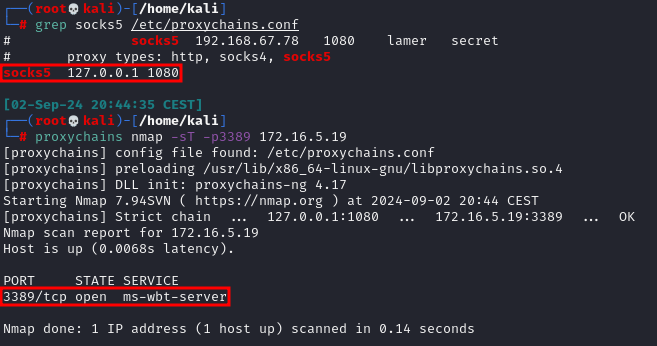 ┌──(root💀kali)-[/home/kali]
└─# grep socks5 /etc/proxychains.conf
#               socks5  192.168.67.78   1080    lamer   secret
#       proxy types: http, socks4, socks5
socks5  127.0.0.1 1080
[02-Sep-24 20:44:35 CEST]
┌──(root💀kali)-[/home/kali]
└─# proxychains nmap -sT -p3389 172.16.5.19
[proxychains] config file found: /etc/proxychains.conf
[proxychains] preloading /usr/lib/x86_64-linux-gnu/libproxychains.so.4
[proxychains] DLL init: proxychains-ng 4.17
Starting Nmap 7.94SVN ( https://nmap.org ) at 2024-09-02 20:44 CEST
[proxychains] Strict chain  ...  127.0.0.1:1080  ...  172.16.5.19:3389  ...  OK
Nmap scan report for 172.16.5.19
Host is up (0.0068s latency).
PORT     STATE SERVICE
3389/tcp open  ms-wbt-server
Nmap done: 1 IP address (1 host up) scanned in 0.14 seconds